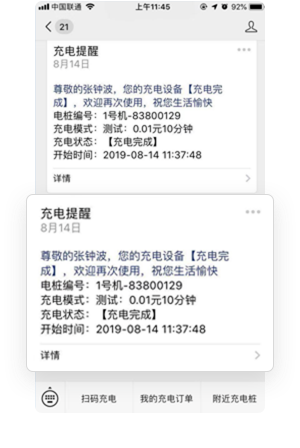 中国联通 上午11:45 92%
21
充电提醒
8月14日
尊敬的张钟波，您的充电设备【充电完
成】，欢迎再次使用，祝您生活愉快
电桩编号：1号机-83800129
充电模式：测试：0.01元10分钟
充电状态：【充电完成】
开始时间：2019-08-14 11:37:48
详情
充电提醒
8月14日
尊敬的张钟波，您的充电设备【充电完
成】，欢迎再次使用，祝您生活愉快
电桩编号：1号机-83800129
充电模式：测试：0.01元10分钟
充电状态：【充电完成】
开始时间：2019-08-14 11:37:48
详情
扫码充电 我的充电订单 附近充电桩